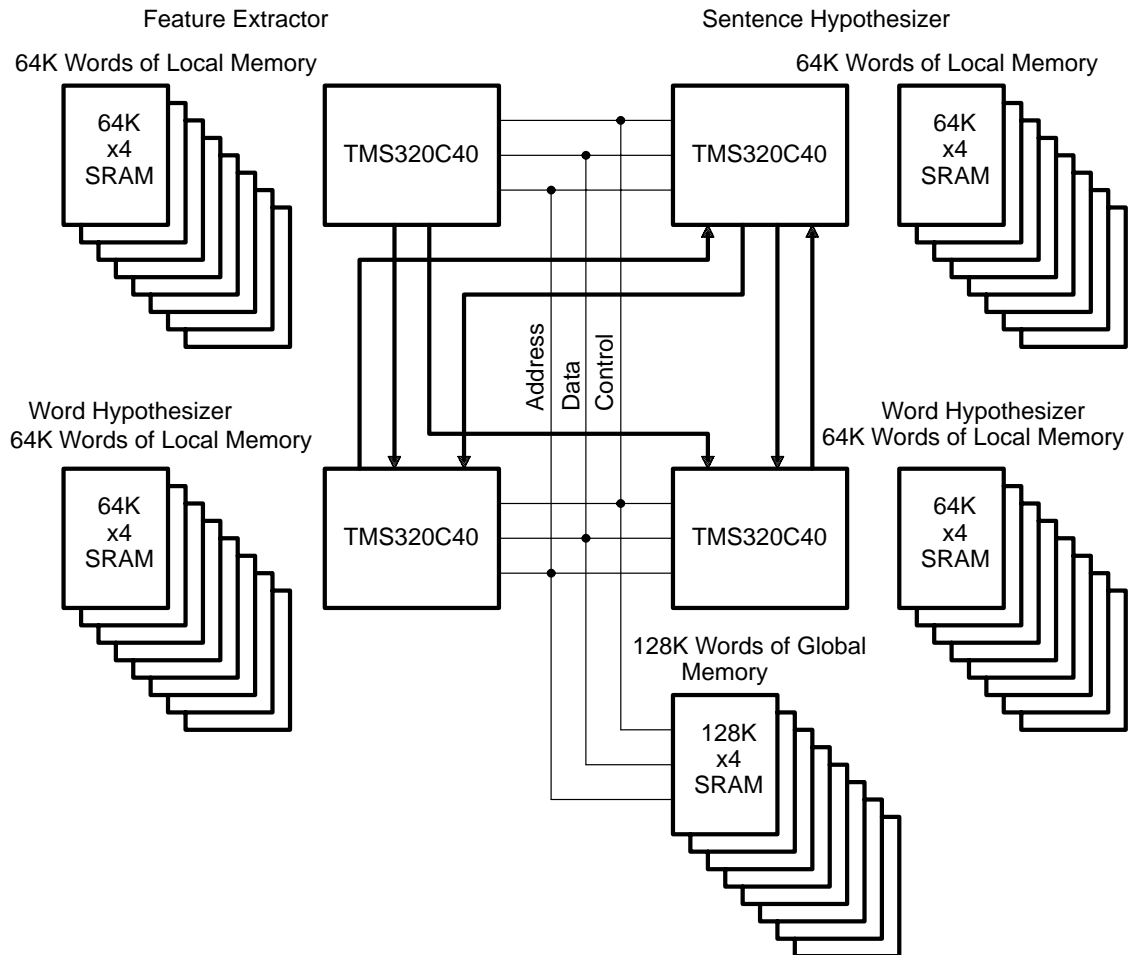 Feature Extractor
Sentence Hypothesizer
64K Words of Local Memory
64K Words of Local Memory
64K
x4
SRAM
TMS320C40
TMS320C40
64K
x4
SRAM
Address
Data
Control
Word Hypothesizer
64K Words of Local Memory
Word Hypothesizer
64K Words of Local Memory
64K
x4
SRAM
TMS320C40
TMS320C40
64K
x4
SRAM
128K Words of Global
Memory
128K
x4
SRAM